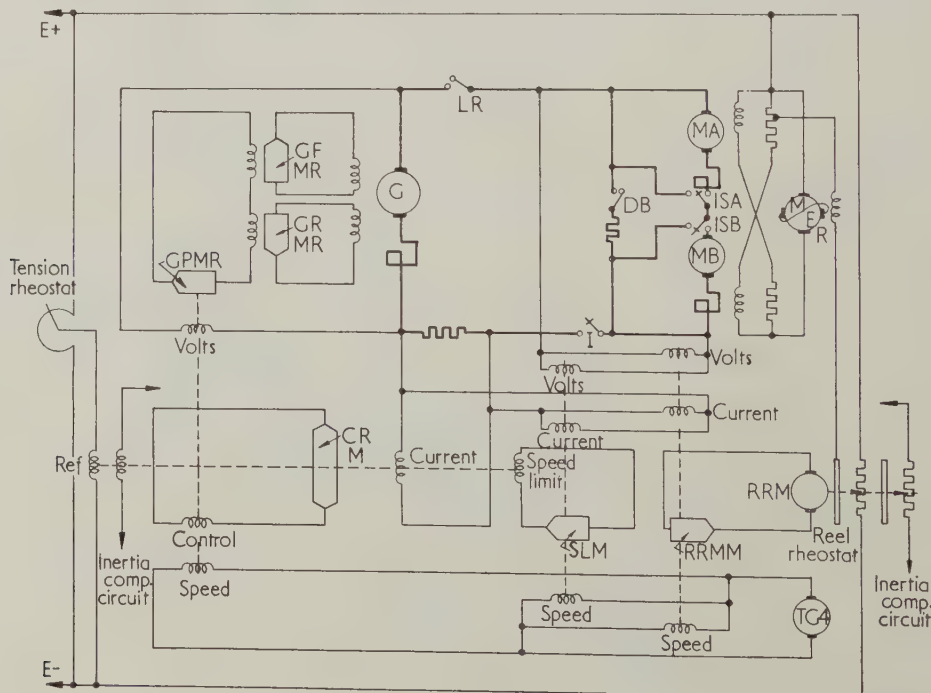 E+
LR
MA
GF
MR
G
DB
ISA
ISB
M
E
R
GR
MR
MB
GPMR
Tension
rheostat
Volts
I
Volts
Volts
Current
Current
CR
M
Current
Speed
limit
Ref
RRM
Control
SLM
RRMM
Reel
rheostat
Inertia
comp.
circuit
Speed
Inertia
comp.
circuit
Speed
TG4
Speed
E-